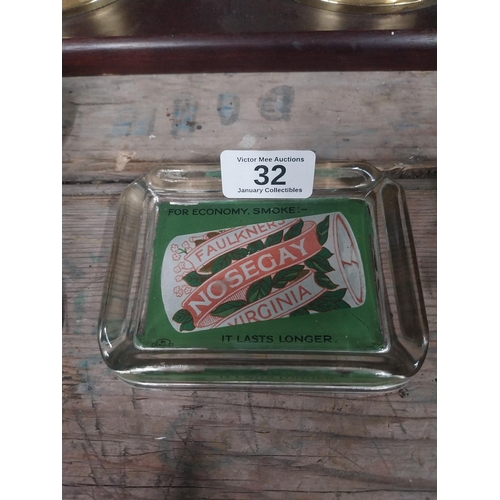 Victor Mee Auctions
32
January Collectibles
FOR ECONOMY, SMOKE:-
FAULKNER'S
NOSEGAY
VIRGINIA
IT LASTS LONGER.